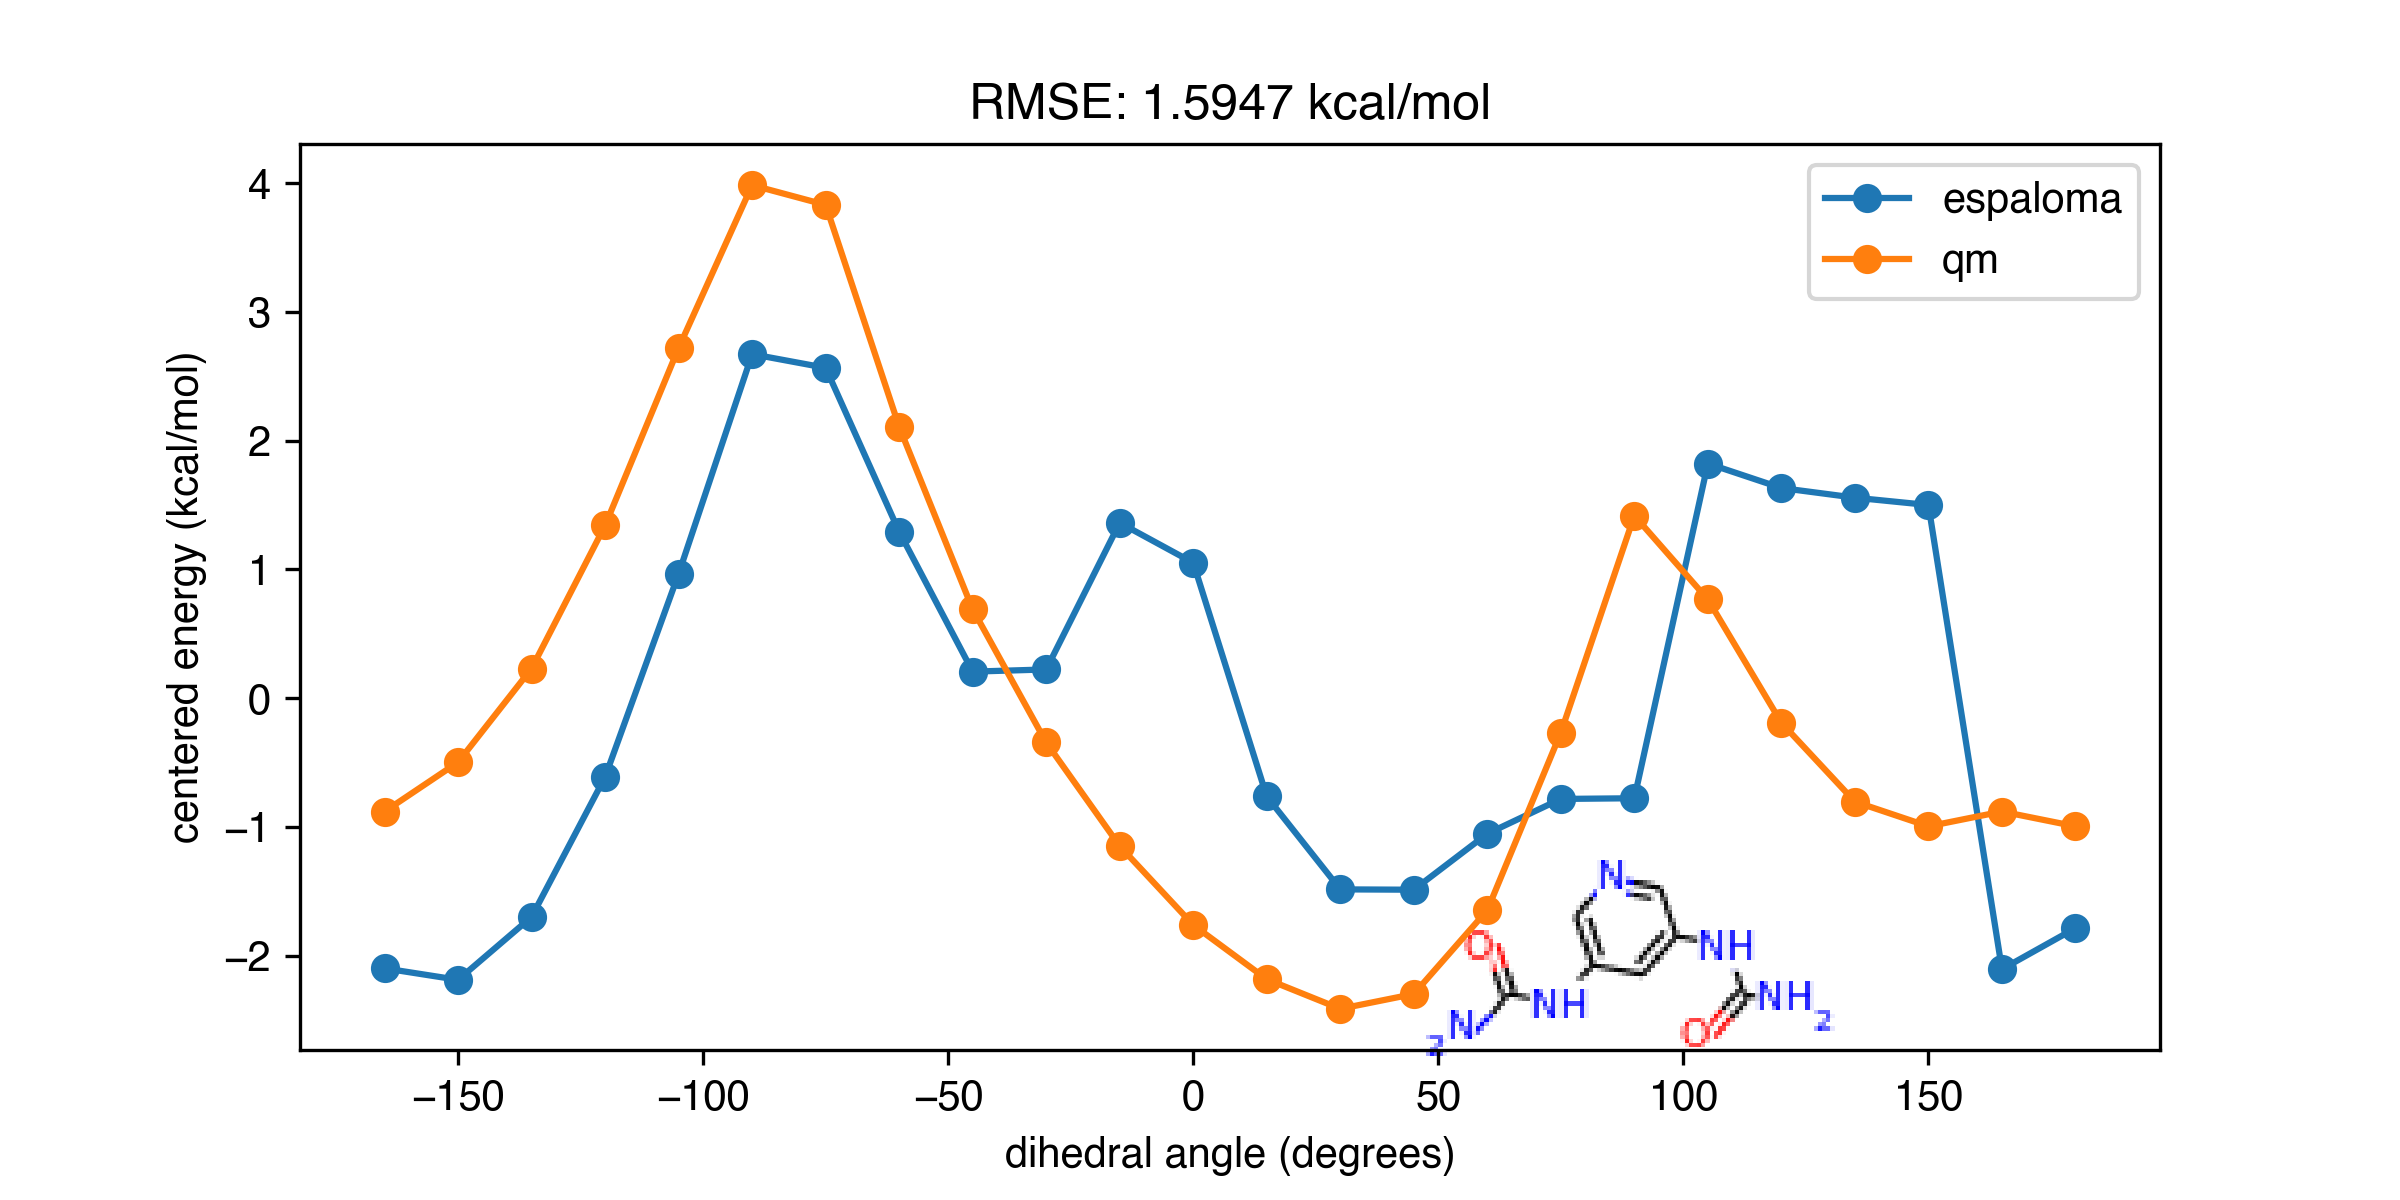 RMSE: 1.5947 kcal/mol
espaloma
qm
centered energy (kcal/mol)
4
3
2
1
0
−1
−2
−150
−100
−50
0
50
100
150
dihedral angle (degrees)
N
O
NH
NH
N
2
NH2
O